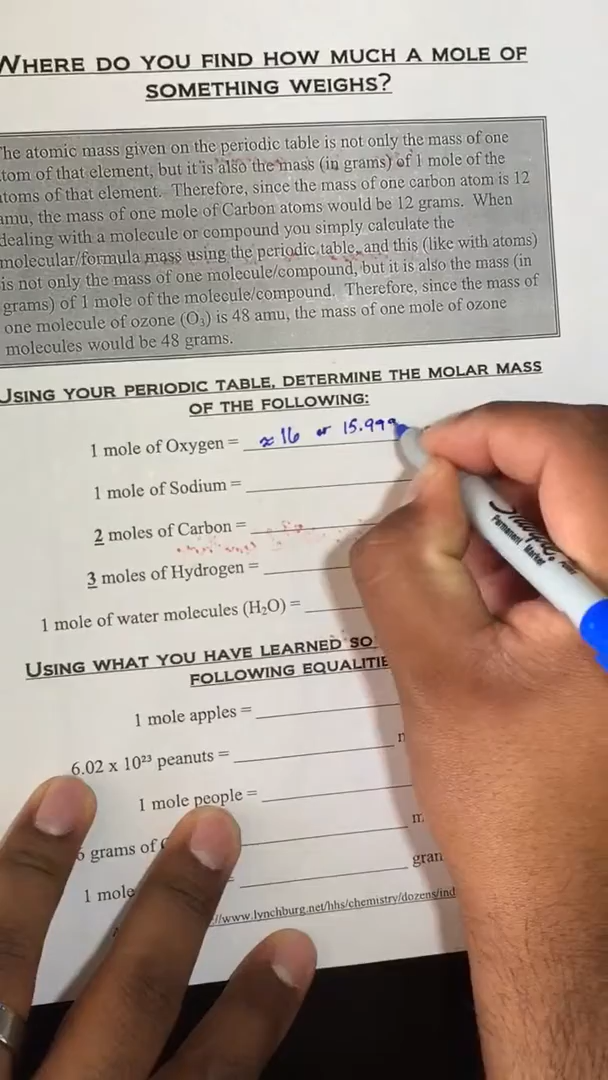 WHERE DO YOU FIND HOW MUCH A MOLE OF
SOMETHING WEIGHS?
he atomic mass given on the periodic table is not only the mass of one
tom of that element, but it is also the mass (in grams) of 1 mole of the
atoms of that element. Therefore, since the mass of one carbon atom is 12
amu, the mass of one mole of Carbon atoms would be 12 grams. When
dealing with a molecule or compound you simply calculate the
molecular/formula mass using the periodic table, and this (like with atoms)
is not only the mass of one molecule/compound, but it is also the mass (in
grams) of 1 mole of the molecule/compound. Therefore, since the mass of
one molecule of ozone (O₃) is 48 amu, the mass of one mole of ozone
molecules would be 48 grams.
USING YOUR PERIODIC TABLE, DETERMINE THE MOLAR MASS
OF THE FOLLOWING:
1 mole of Oxygen = ≈ 16 or 15.999
1 mole of Sodium =
2 moles of Carbon =
3 moles of Hydrogen =
1 mole of water molecules (H₂O) =
USING WHAT YOU HAVE LEARNED SO
FOLLOWING EQUALITIE
1 mole apples =
6.02 x 10²³ peanuts =
1 mole people =
6 grams of
1 mole = gran
://www.lynchburg.net/hhs/chemistry/dozens/ind
Sharpie
Permanent Marker